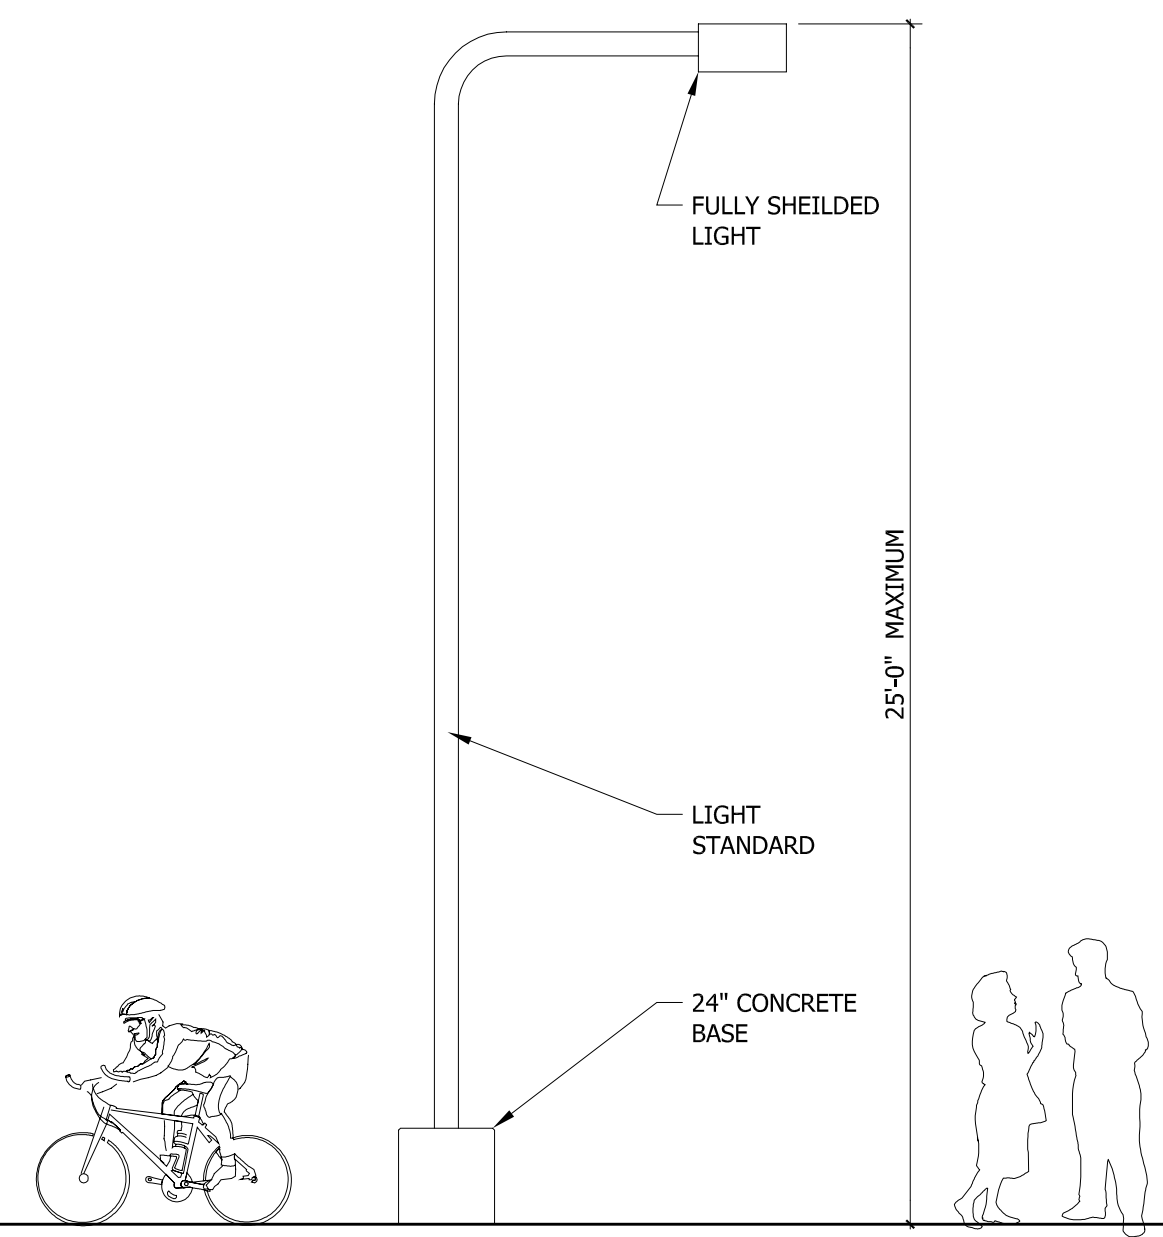 FULLY SHEILDED
LIGHT
25'-0" MAXIMUM
LIGHT
STANDARD
24" CONCRETE
BASE